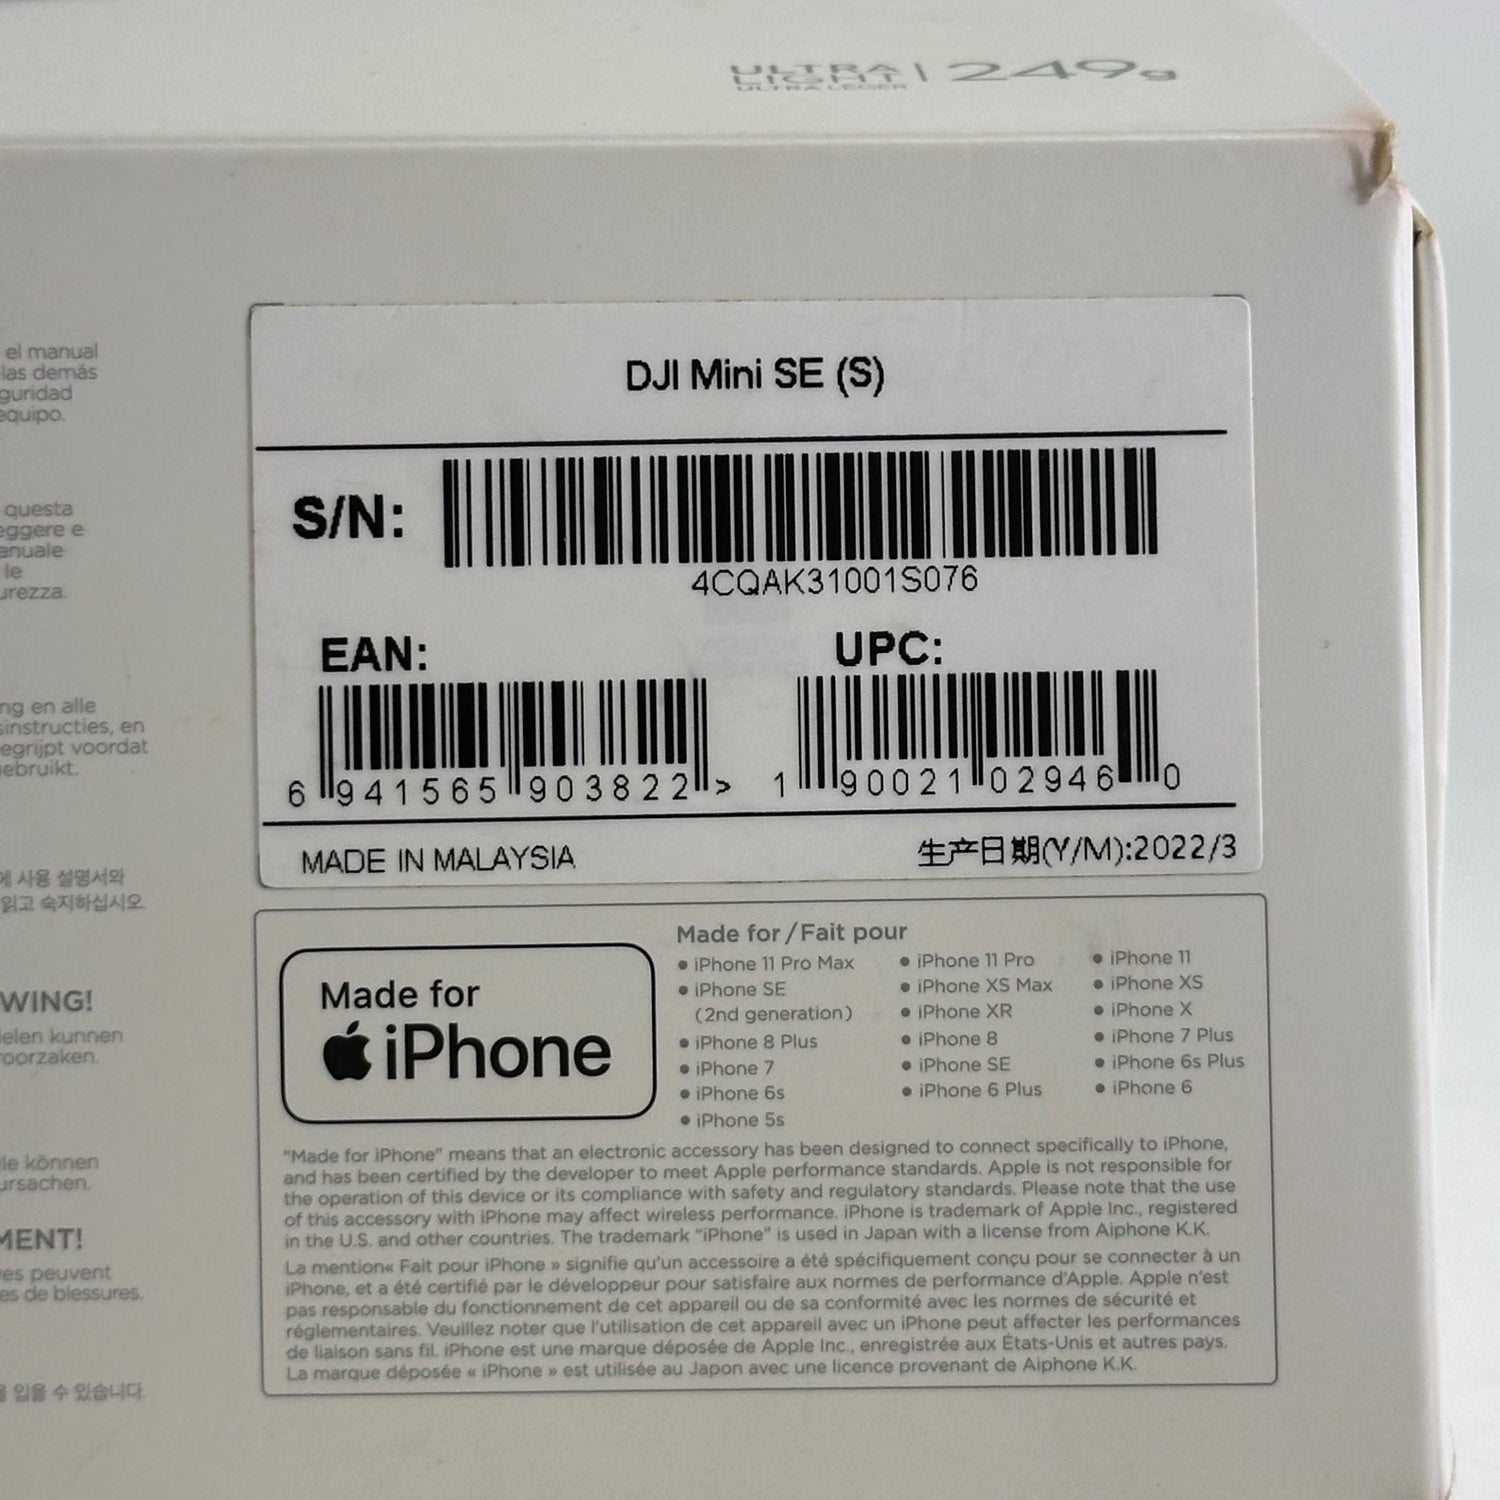 ULTRA LIGHT | 249g
ULTRA LÉGER
el manual
las demás
guridad
equipo.
questa
eggere e
anuale
le
urezza.
ng en alle
sinstructies, en
egrijpt voordat
ebruikt.
에 사용 설명서와
읽고 숙지하십시오.
WING!
delen kunnen
roorzaken.
ile können
ursachen.
MENT!
es peuvent
es de blessures.
을 입을 수 있습니다.
DJI Mini SE (S)
S/N:
4CQAK31001S076
EAN:
6 941565 903822 >
UPC:
1 90021 02946 0
MADE IN MALAYSIA
生产日期(Y/M):2022/3
Made for
iPhone
Made for / Fait pour
• iPhone 11 Pro Max
• iPhone SE
(2nd generation)
• iPhone 8 Plus
• iPhone 7
• iPhone 6s
• iPhone 5s
• iPhone 11 Pro
• iPhone XS Max
• iPhone XR
• iPhone 8
• iPhone SE
• iPhone 6 Plus
• iPhone 11
• iPhone XS
• iPhone X
• iPhone 7 Plus
• iPhone 6s Plus
• iPhone 6
"Made for iPhone" means that an electronic accessory has been designed to connect specifically to iPhone,
and has been certified by the developer to meet Apple performance standards. Apple is not responsible for
the operation of this device or its compliance with safety and regulatory standards. Please note that the use
of this accessory with iPhone may affect wireless performance. iPhone is trademark of Apple Inc., registered
in the U.S. and other countries. The trademark "iPhone" is used in Japan with a license from Aiphone K.K.
La mention« Fait pour iPhone » signifie qu'un accessoire a été spécifiquement conçu pour se connecter à un
iPhone, et a été certifié par le développeur pour satisfaire aux normes de performance d'Apple. Apple n'est
pas responsable du fonctionnement de cet appareil ou de sa conformité avec les normes de sécurité et
réglementaires. Veuillez noter que l'utilisation de cet appareil avec un iPhone peut affecter les performances
de liaison sans fil. iPhone est une marque déposée de Apple Inc., enregistrée aux États-Unis et autres pays.
La marque déposée « iPhone » est utilisée au Japon avec une licence provenant de Aiphone K.K.